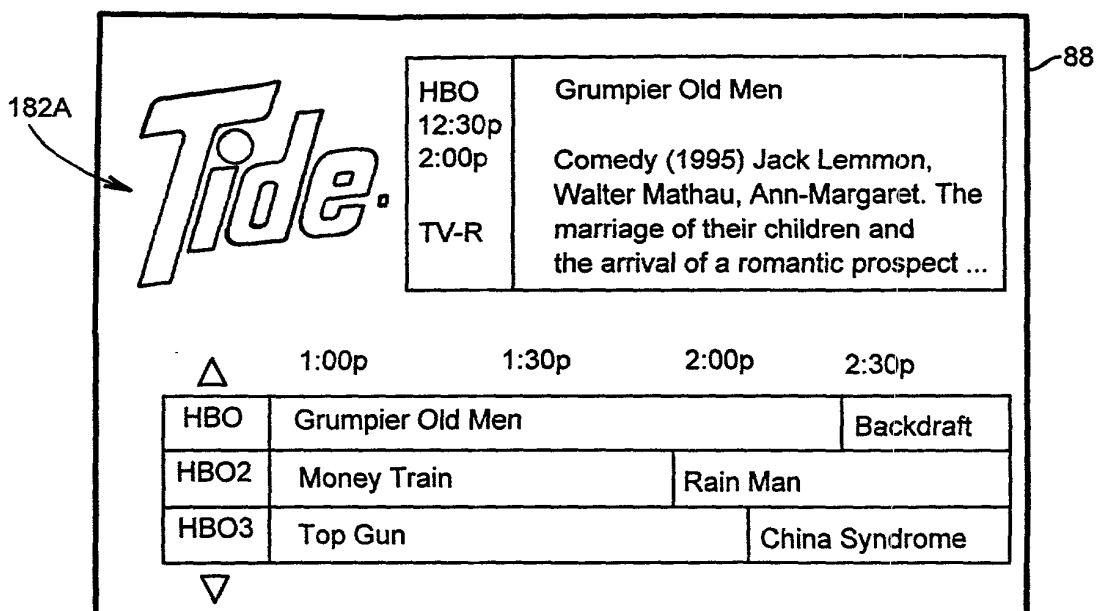 88
182A
Tide.
HBO
12:30p
2:00p
TV-R
Grumpier Old Men
Comedy (1995) Jack Lemmon,
Walter Mathau, Ann-Margaret. The
marriage of their children and
the arrival of a romantic prospect ...
1:00p 1:30p 2:00p 2:30p
HBO Grumpier Old Men Backdraft
HBO2 Money Train Rain Man
HBO3 Top Gun China Syndrome